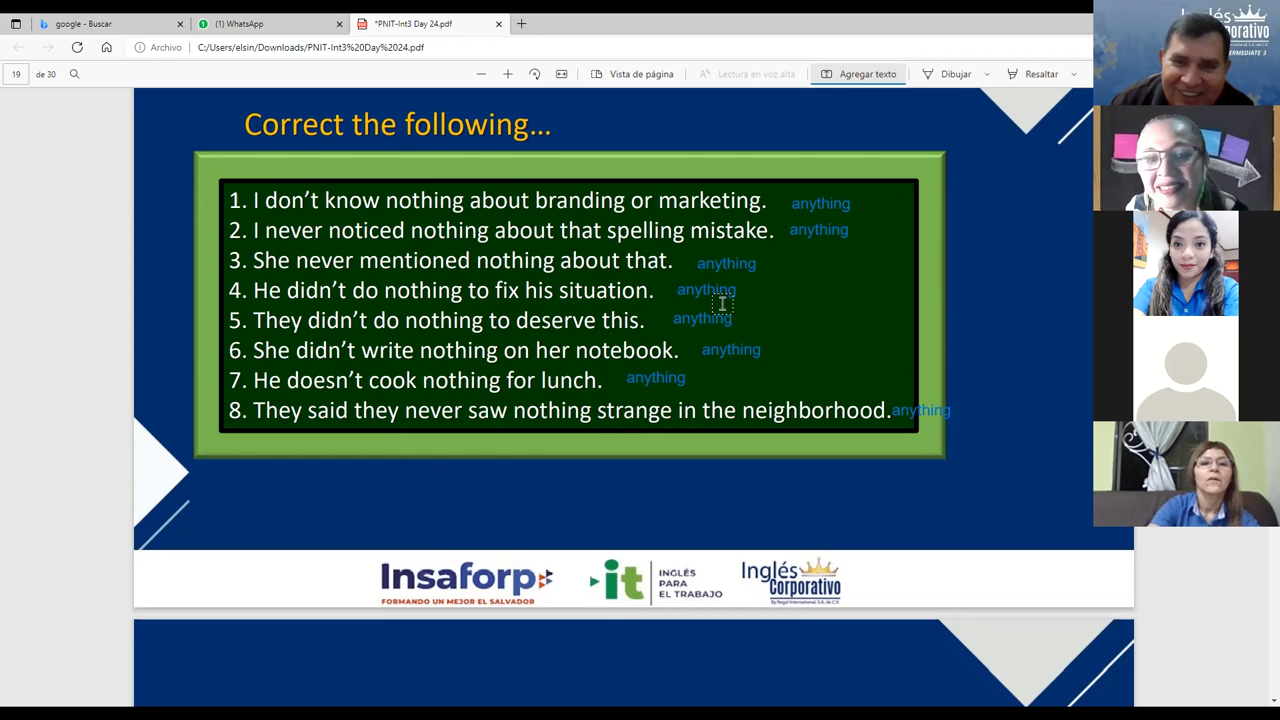 google - Buscar
(1) WhatsApp
*PNIT-Int3 Day 24.pdf
Archivo C:/Users/elsin/Downloads/PNIT-Int3%20Day%2024.pdf
19 de 30
Vista de página
Lectura en voz alta
Agregar texto
Dibujar
Resaltar
Correct the following...
1. I don't know nothing about branding or marketing. anything
2. I never noticed nothing about that spelling mistake. anything
3. She never mentioned nothing about that. anything
4. He didn't do nothing to fix his situation. anything
5. They didn't do nothing to deserve this. anything
6. She didn't write nothing on her notebook. anything
7. He doesn't cook nothing for lunch. anything
8. They said they never saw nothing strange in the neighborhood. anything
Insaforp
FORMANDO UN MEJOR EL SALVADOR
it
INGLÉS
PARA
EL TRABAJO
Inglés
Corporativo
By Regal International, S.A. de C.V.